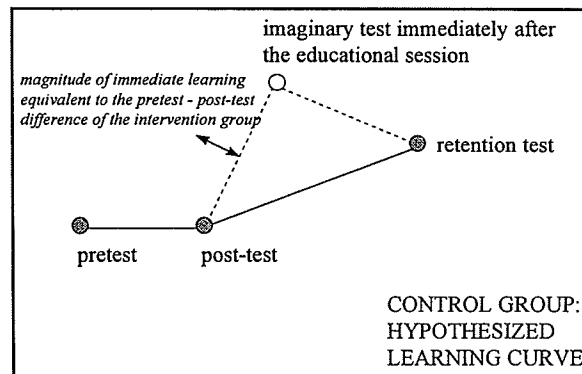 imaginary test immediately after
the educational session
magnitude of immediate learning
equivalent to the pretest - post-test
difference of the intervention group
retention test
pretest post-test
CONTROL GROUP:
HYPOTHESIZED
LEARNING CURVE